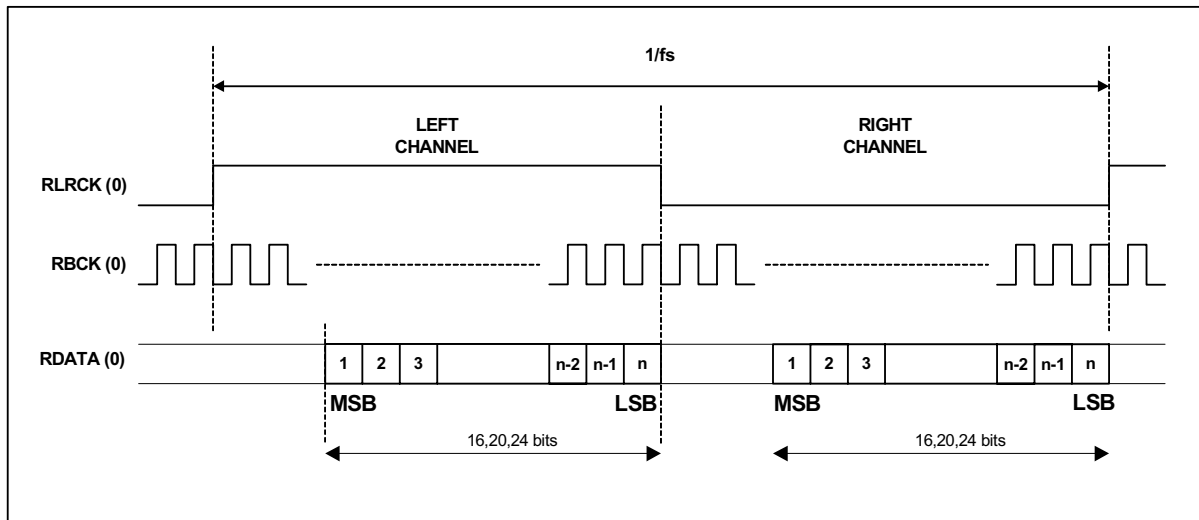 1/fs
LEFT
CHANNEL
RIGHT
CHANNEL
RLRCK (0)
RBCK (0)
RDATA (0)
1 2 3 n-2 n-1 n 1 2 3 n-2 n-1 n
MSB LSB MSB LSB
16,20,24 bits 16,20,24 bits